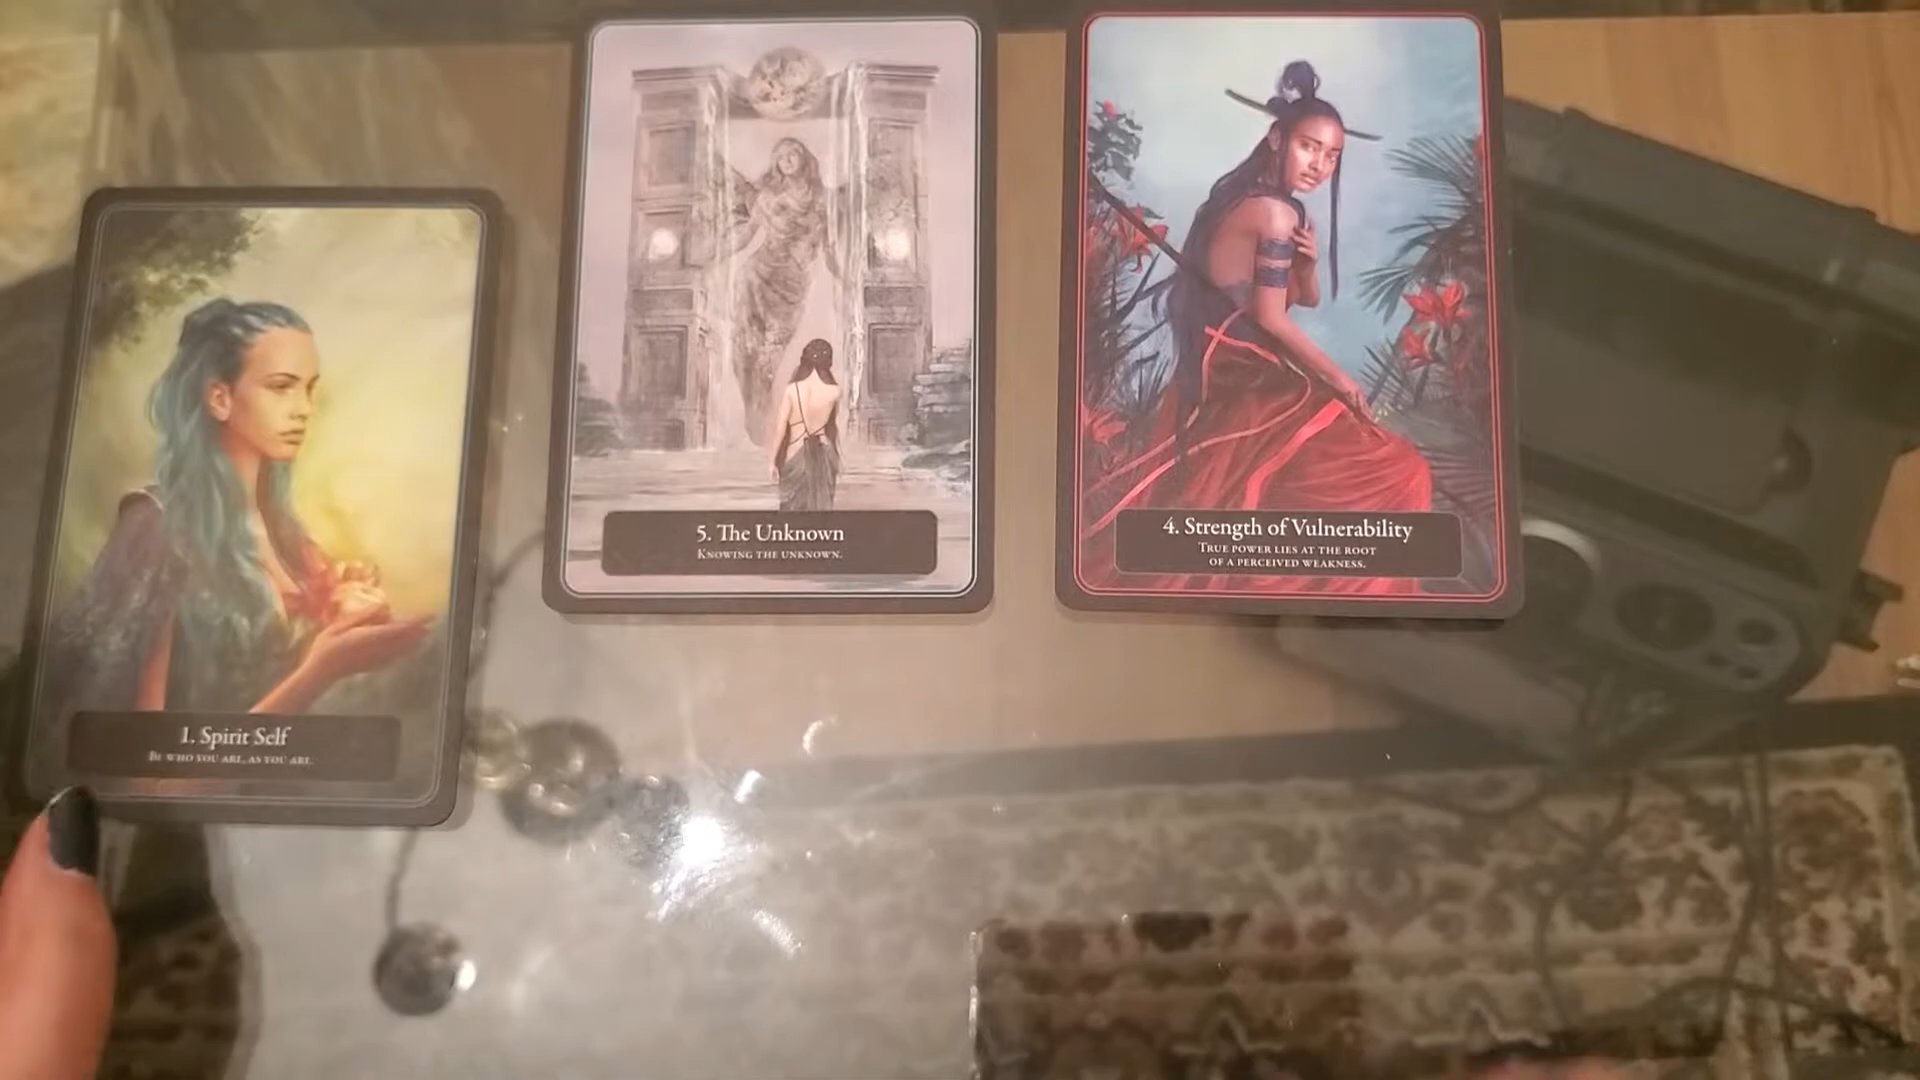 1. Spirit Self
Be who you are, as you are.
5. The Unknown
Knowing the unknown.
4. Strength of Vulnerability
True power lies at the root
of a perceived weakness.